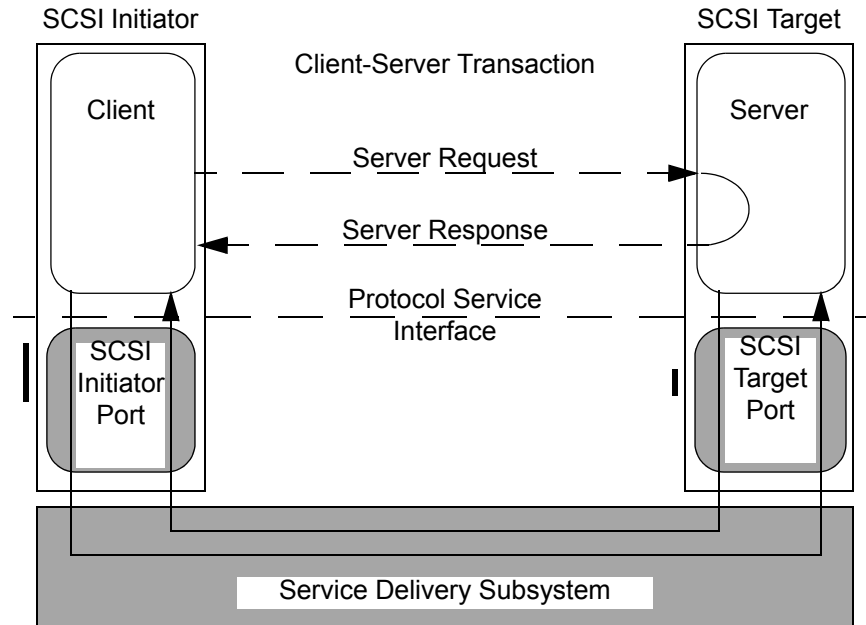 SCSI Initiator
SCSI Target
Client-Server Transaction
Client
Server
Server Request
Server Response
Protocol Service
Interface
SCSI
Initiator
Port
SCSI
Target
Port
Service Delivery Subsystem